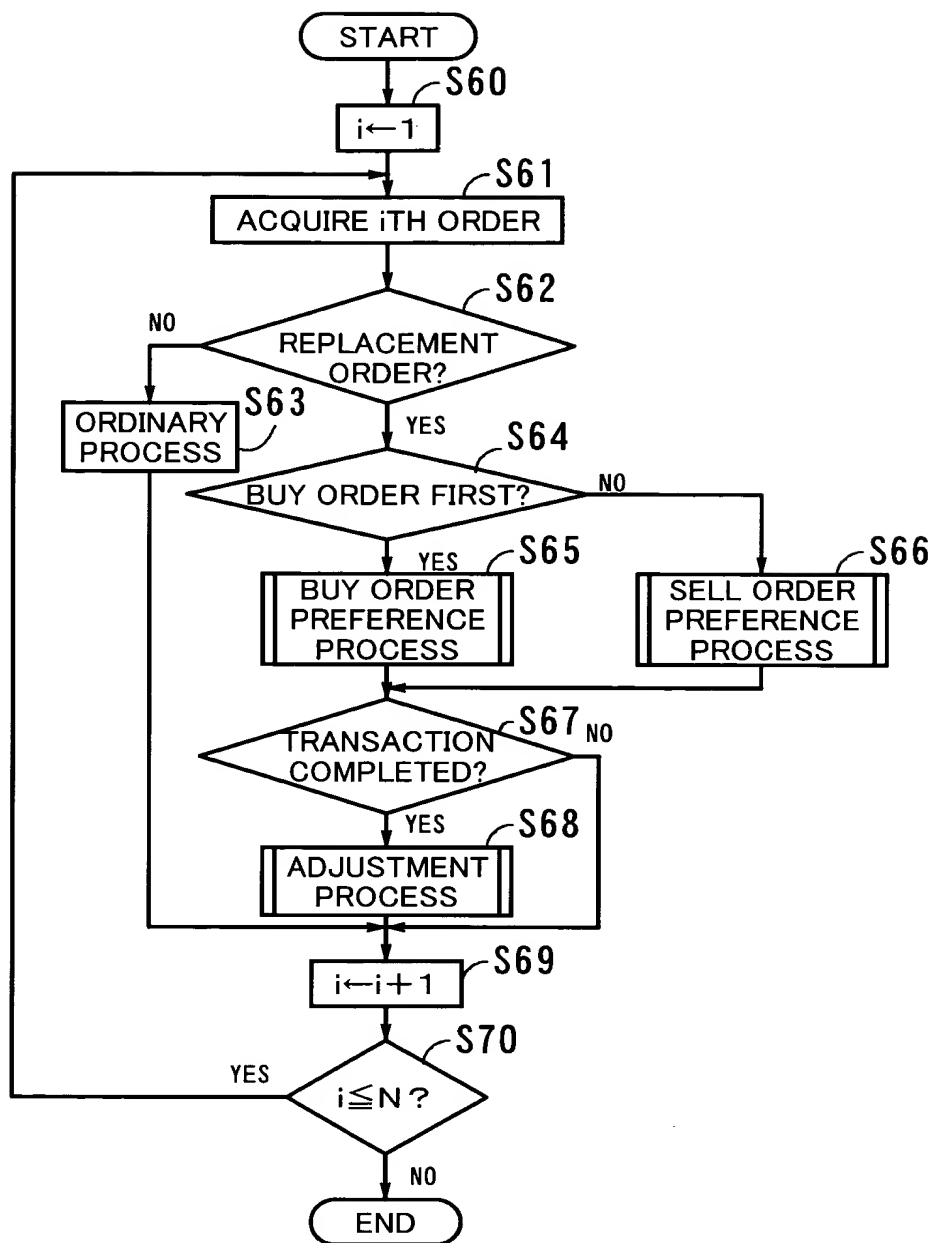 START
S60
i←1
S61
ACQUIRE iTH ORDER
S62
NO
REPLACEMENT
ORDER?
S63
ORDINARY
PROCESS
YES
S64
BUY ORDER FIRST?
NO
YES
S65
BUY ORDER
PREFERENCE
PROCESS
S66
SELL ORDER
PREFERENCE
PROCESS
S67
NO
TRANSACTION
COMPLETED?
YES
S68
ADJUSTMENT
PROCESS
S69
i←i+1
S70
YES
i≦N?
NO
END